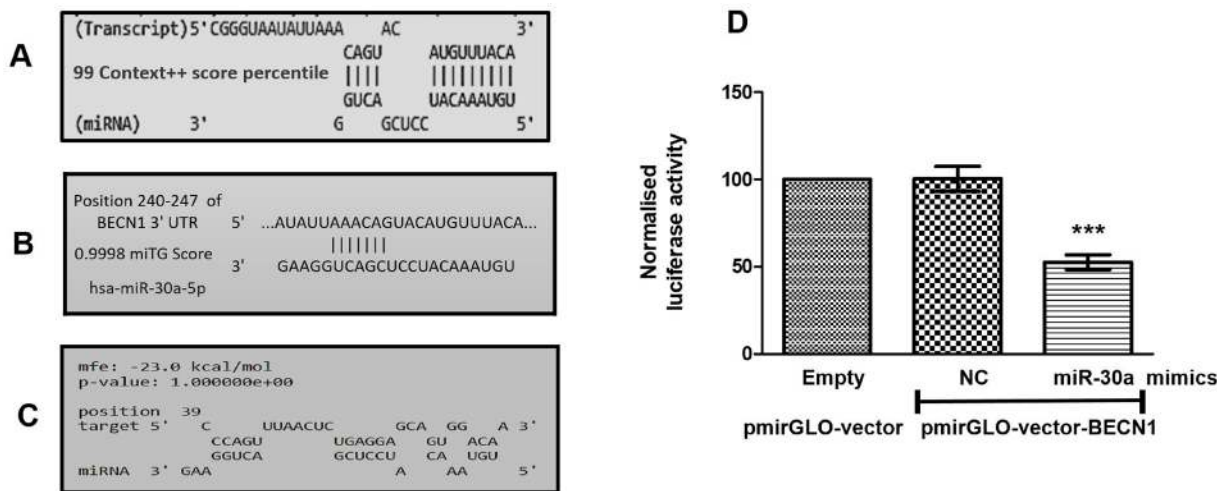 A
(Transcript)5'CGGGUAAUAUUAAA AC 3'
CAGU AUGUUUACA
99 Context++ score percentile
GUCA UACAAAUGU
(miRNA) 3' G GCUCC 5'
B
Position 240-247 of
BECN1 3' UTR 5' ...AUAUUAAACAGUACAUGUUUACA...
0.9998 miTG Score
3' GAAGGUCAGCUCCUACAAAUGU
hsa-miR-30a-5p
C
mfe: -23.0 kcal/mol
p-value: 1.000000e+00
position 39
target 5' C UUAACUC GCA GG A 3'
CCAGU UGAGGA GU ACA
GGUCA GCUCCU CA UGU
miRNA 3' GAA A AA 5'
D
Normalised
luciferase activity
150
100
50
0
***
Empty NC miR-30a mimics
pmirGLO-vector pmirGLO-vector-BECN1